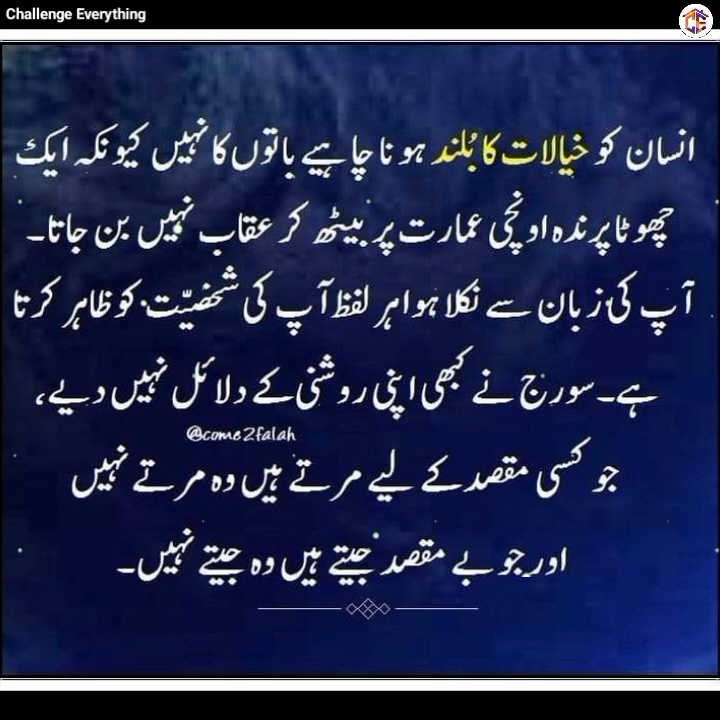 Challenge Everything
انسان کو خیالات کا بُلند ہونا چاہیے باتوں کا نہیں کیونکہ ایک
چھوٹا پرندہ اونچی عمارت پر بیٹھ کر عقاب نہیں بن جاتا۔
آپ کی زبان سے نکلا ہوا ہر لفظ آپ کی شخصیّت کو ظاہر کرتا
ہے۔ سورج نے کبھی اپنی روشنی کے دلائل نہیں دیے،
@come2falah
جو کسی مقصد کے لیے مرتے ہیں وہ مرتے نہیں
اور جو بے مقصد جیتے ہیں وہ جیتے نہیں۔